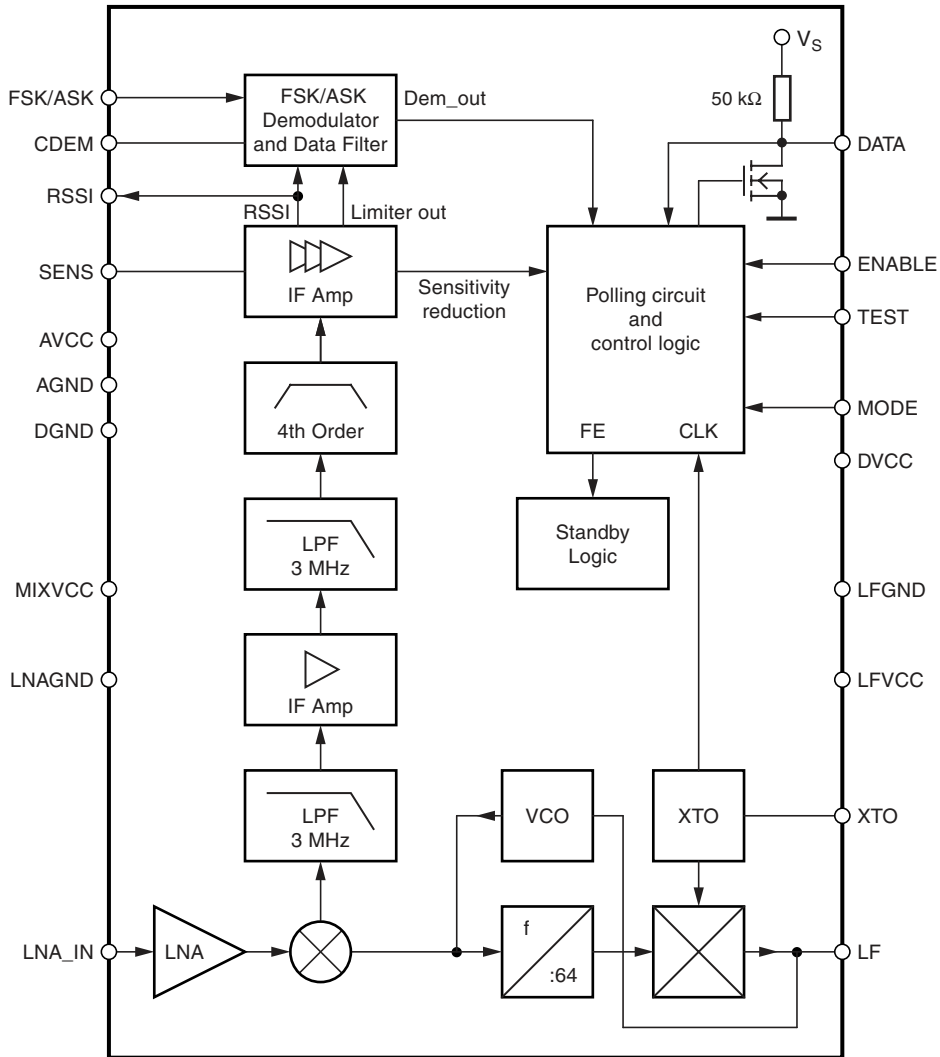 V_S
FSK/ASK
FSK/ASK
Demodulator
and Data Filter
Dem_out
50 kΩ
CDEM
DATA
RSSI
RSSI
Limiter out
SENS
IF Amp
Sensitivity
reduction
Polling circuit
and
control logic
FE
CLK
ENABLE
TEST
MODE
DVCC
AVCC
AGND
DGND
4th Order
Standby
Logic
LPF
3 MHz
MIXVCC
LFGND
IF Amp
LNAGND
LFVCC
LPF
3 MHz
VCO
XTO
XTO
LNA_IN
LNA
f
:64
LF